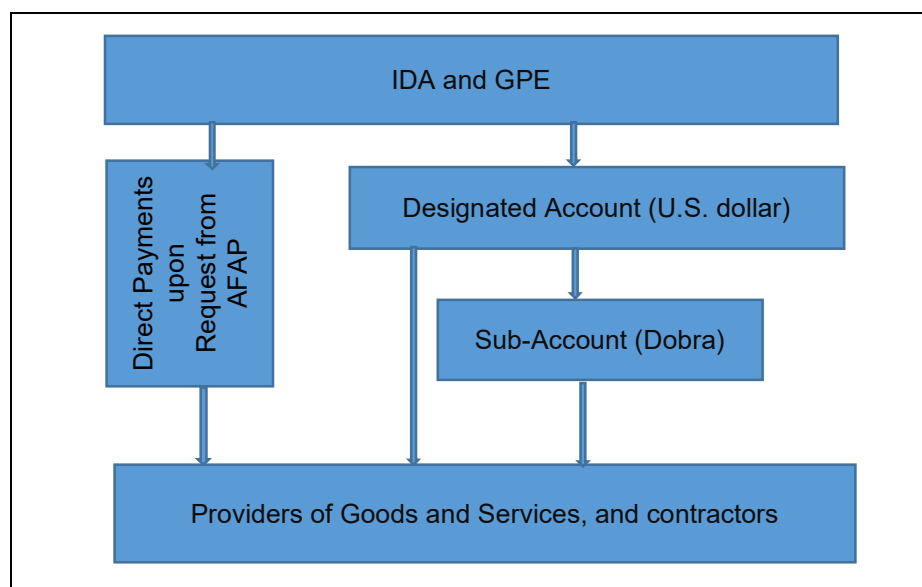 IDA and GPE
Direct Payments
upon
Request from
AFAP
Designated Account (U.S. dollar)
Sub-Account (Dobra)
Providers of Goods and Services, and contractors